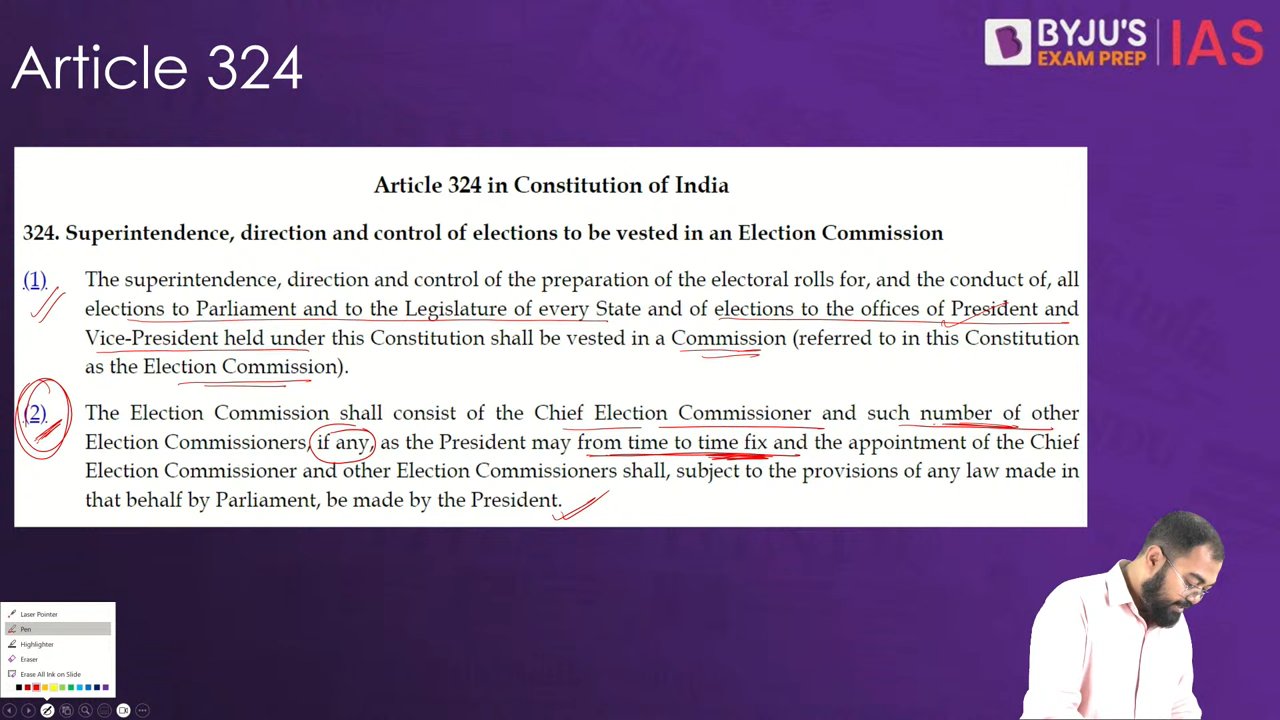 Article 324
BYJU'S
EXAM PREP
IAS
Article 324 in Constitution of India
324. Superintendence, direction and control of elections to be vested in an Election Commission
(1) The superintendence, direction and control of the preparation of the electoral rolls for, and the conduct of, all
elections to Parliament and to the Legislature of every State and of elections to the offices of President and
Vice-President held under this Constitution shall be vested in a Commission (referred to in this Constitution
as the Election Commission).
(2) The Election Commission shall consist of the Chief Election Commissioner and such number of other
Election Commissioners, if any, as the President may from time to time fix and the appointment of the Chief
Election Commissioner and other Election Commissioners shall, subject to the provisions of any law made in
that behalf by Parliament, be made by the President.
Laser Pointer
Pen
Highlighter
Eraser
Erase All Ink on Slide